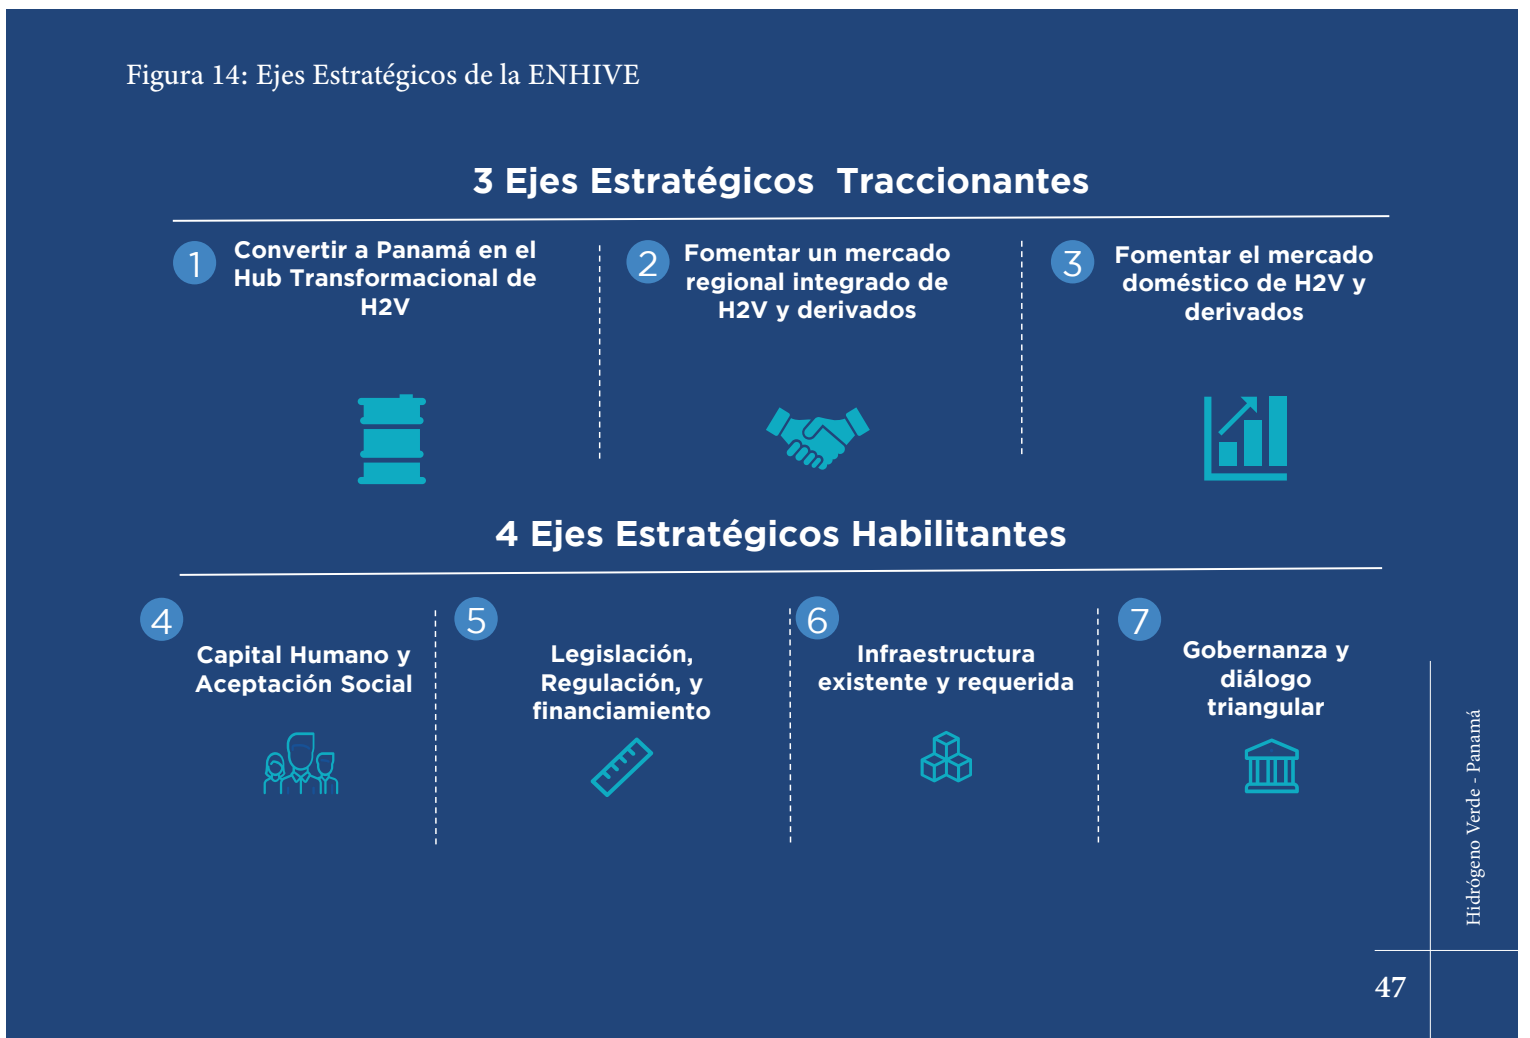 Figura 14: Ejes Estratégicos de la ENHIVE
3 Ejes Estratégicos Traccionantes
1
Convertir a Panamá en el
Hub Transformacional de
H2V
2
Fomentar un mercado
regional integrado de
H2V y derivados
3
Fomentar el mercado
doméstico de H2V y
derivados
4 Ejes Estratégicos Habilitantes
4
Capital Humano y
Aceptación Social
5
Legislación,
Regulación, y
financiamiento
6
Infraestructura
existente y requerida
7
Gobernanza y
diálogo
triangular
Hidrógeno Verde - Panamá
47